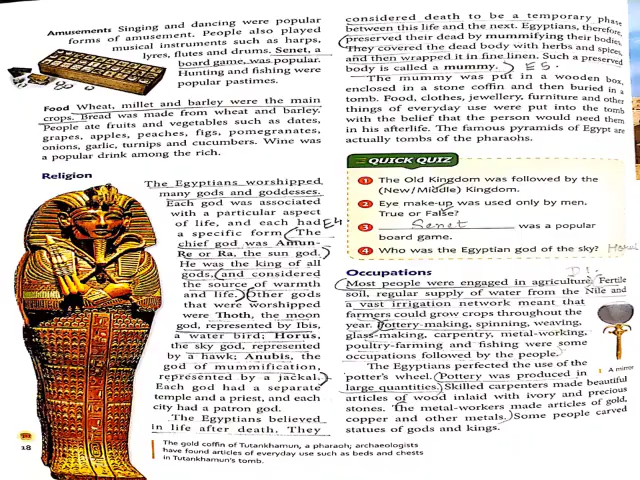 Amusements Singing and dancing were popular
forms of amusement. People also played
musical instruments such as harps,
lyres, flutes and drums. Senet, a
board game, was popular.
Hunting and fishing were
popular pastimes.
Food Wheat, millet and barley were the main
crops. Bread was made from wheat and barley.
People ate fruits and vegetables such as dates,
grapes, apples, peaches, figs, pomegranates,
onions, garlic, turnips and cucumbers. Wine was
a popular drink among the rich.
Religion
The Egyptians worshipped
many gods and goddesses.
Each god was associated
with a particular aspect
of life, and each had
a specific form. The
E4:
chief god was Amun-
Re or Ra, the sun god.
He was the king of all
gods, and considered
the source of warmth
and life. Other gods
that were worshipped
were Thoth, the moon
god, represented by Ibis,
a water bird; Horus,
the sky god, represented
by a hawk; Anubis, the
god of mummification,
represented by a jackal.
Each god had a separate
temple and a priest, and each
city had a patron god.
The Egyptians believed
in life after death. They
18
The gold coffin of Tutankhamun, a pharaoh; archaeologists
have found articles of everyday use such as beds and chests
in Tutankhamun's tomb.
considered death to be a temporary phase
between this life and the next. Egyptians, therefore,
preserved their dead by mummifying their bodies.
They covered the dead body with herbs and spices,
and then wrapped it in fine linen. Such a preserved
body is called a mummy. E5
The mummy was put in a wooden box,
enclosed in a stone coffin and then buried in a
tomb. Food, clothes, jewellery, furniture and other
things of everyday use were put into the tomb
with the belief that the person would need them
in his afterlife. The famous pyramids of Egypt are
actually tombs of the pharaohs.
QUICK QUIZ
1 The Old Kingdom was followed by the
(New/Middle) Kingdom.
2 Eye make-up was used only by men.
True or False?
3 Senet was a popular
board game.
4 Who was the Egyptian god of the sky?
Occupations
Most people were engaged in agriculture. Fertile
soil, regular supply of water from the Nile and
a vast irrigation network meant that
farmers could grow crops throughout the
year. Pottery-making, spinning, weaving,
glass-making, carpentry, metal-working,
poultry-farming and fishing were some
occupations followed by the people.
The Egyptians perfected the use of the
potter's wheel. Pottery was produced in
large quantities. Skilled carpenters made beautiful
articles of wood inlaid with ivory and precious
stones. The metal-workers made articles of gold,
copper and other metals. Some people carved
statues of gods and kings.
A mirror